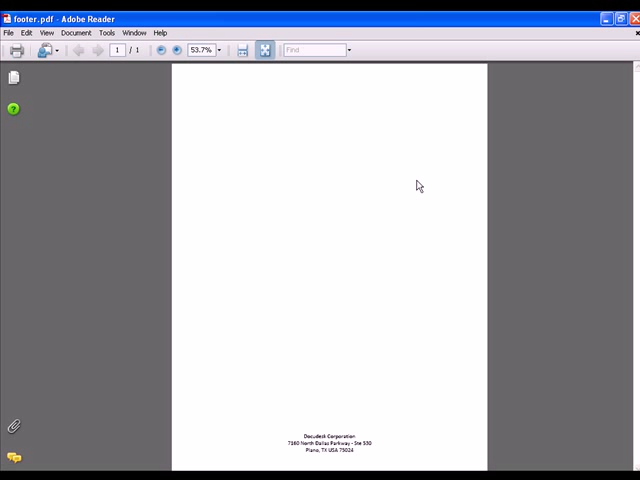 footer.pdf - Adobe Reader
File Edit View Document Tools Window Help
1 / 1 53.7% Find
Docudesk Corporation
7160 North Dallas Parkway - Ste 530
Plano, TX USA 75024